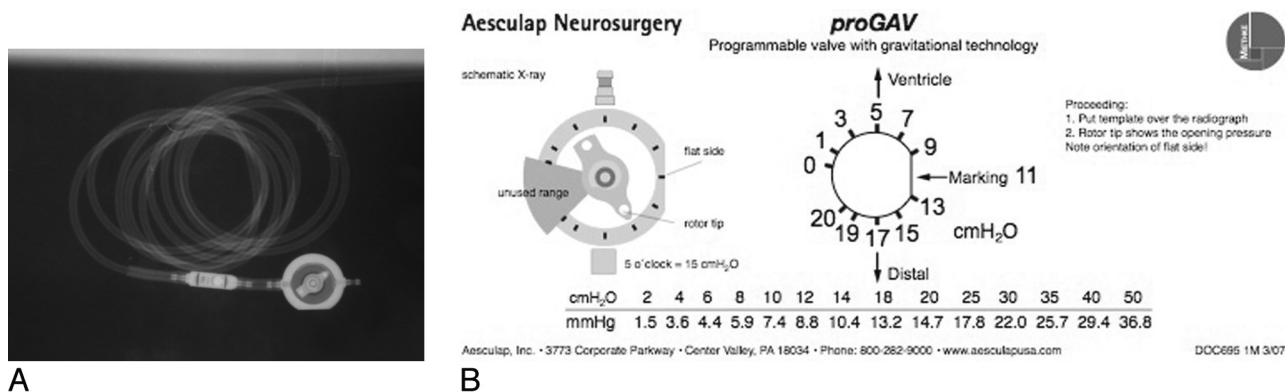 Aesculap Neurosurgery
proGAV
Programmable valve with gravitational technology
MIETHKE
schematic X-ray
flat side
unused range
rotor tip
5 o´clock = 15 cmH2O
Ventricle
5
3
7
1
9
0
Marking 11
13
20
19
17
15
cmH2O
Distal
Proceeding:
1. Put template over the radiograph
2. Rotor tip shows the opening pressure
Note orientation of flat side!
cmH2O 2 4 6 8 10 12 14 18 20 25 30 35 40 50
mmHg 1.5 3.6 4.4 5.9 7.4 8.8 10.4 13.2 14.7 17.8 22.0 25.7 29.4 36.8
Aesculap, Inc. • 3773 Corporate Parkway • Center Valley, PA 18034 • Phone: 800-282-9000 • www.aesculapusa.com
DOC695 1M 3/07
A
B